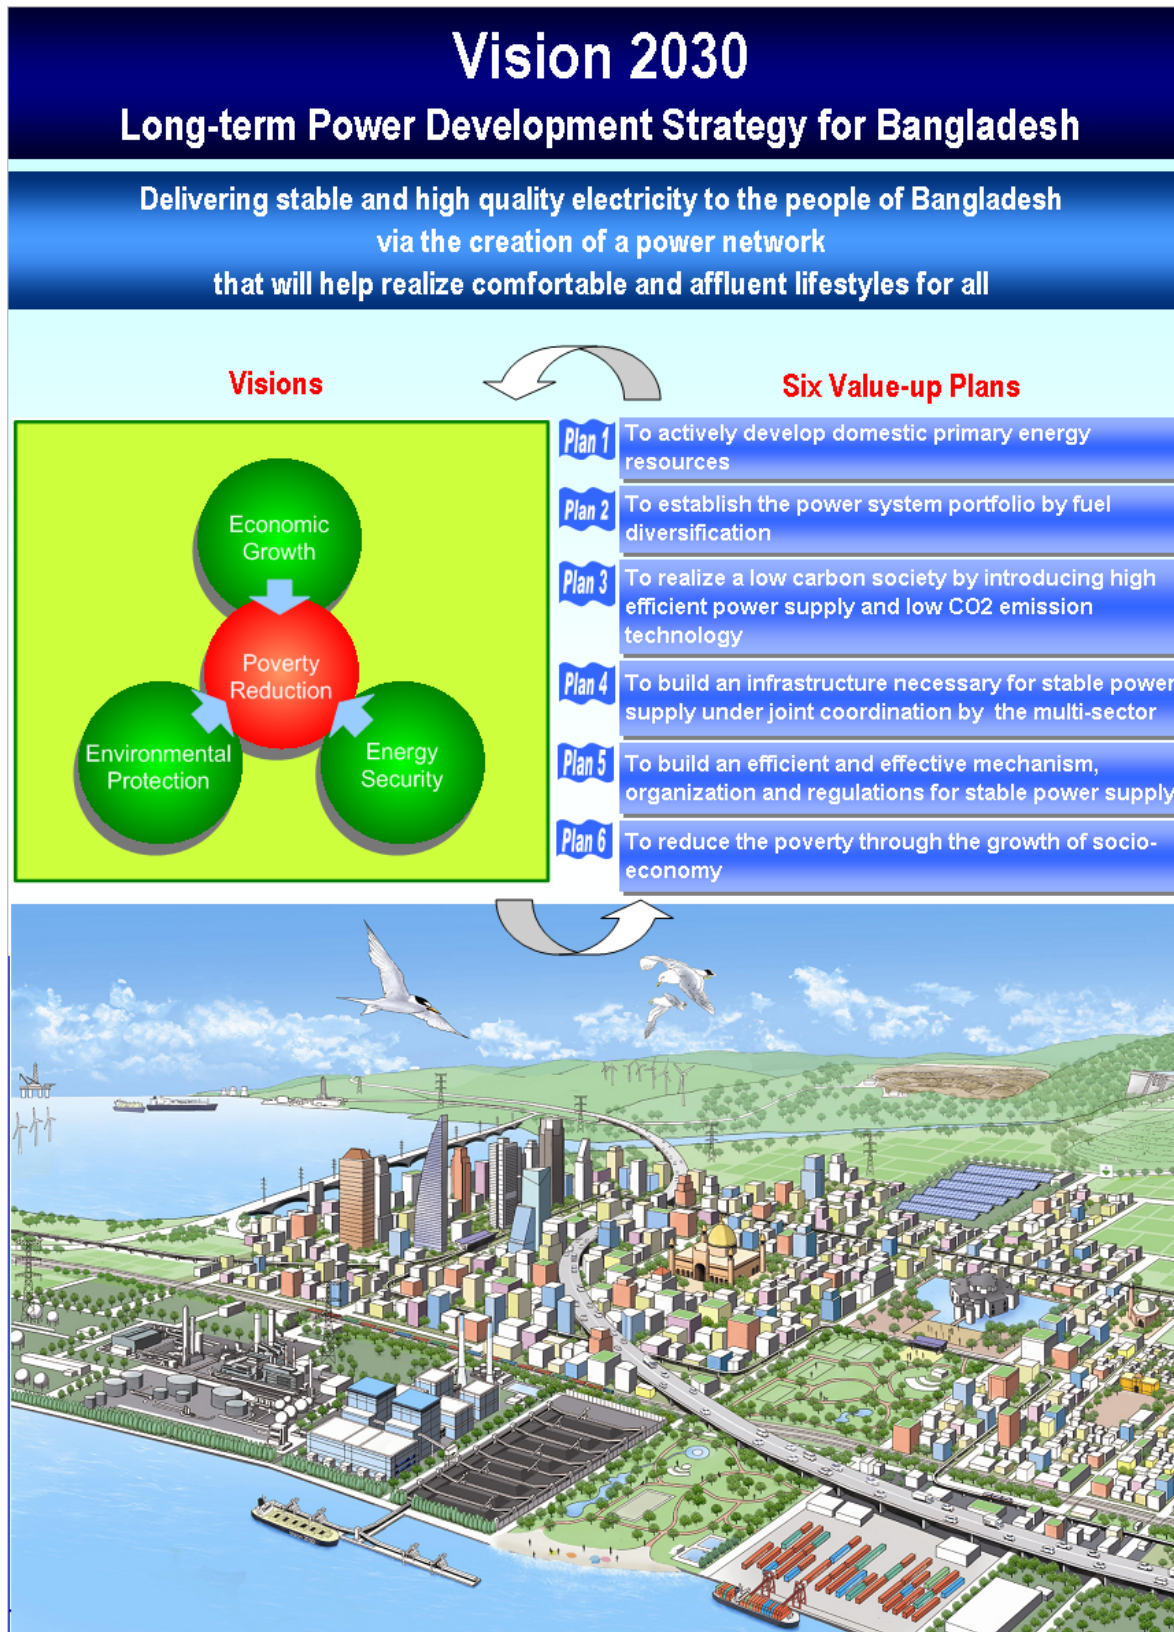 Vision 2030
Long-term Power Development Strategy for Bangladesh
Delivering stable and high quality electricity to the people of Bangladesh
via the creation of a power network
that will help realize comfortable and affluent lifestyles for all
Visions
Economic
Growth
Poverty
Reduction
Environmental
Protection
Energy
Security
Six Value-up Plans
Plan 1
To actively develop domestic primary energy
resources
Plan 2
To establish the power system portfolio by fuel
diversification
Plan 3
To realize a low carbon society by introducing high
efficient power supply and low CO2 emission
technology
Plan 4
To build an infrastructure necessary for stable power
supply under joint coordination by the multi-sector
Plan 5
To build an efficient and effective mechanism,
organization and regulations for stable power supply
Plan 6
To reduce the poverty through the growth of socio-
economy